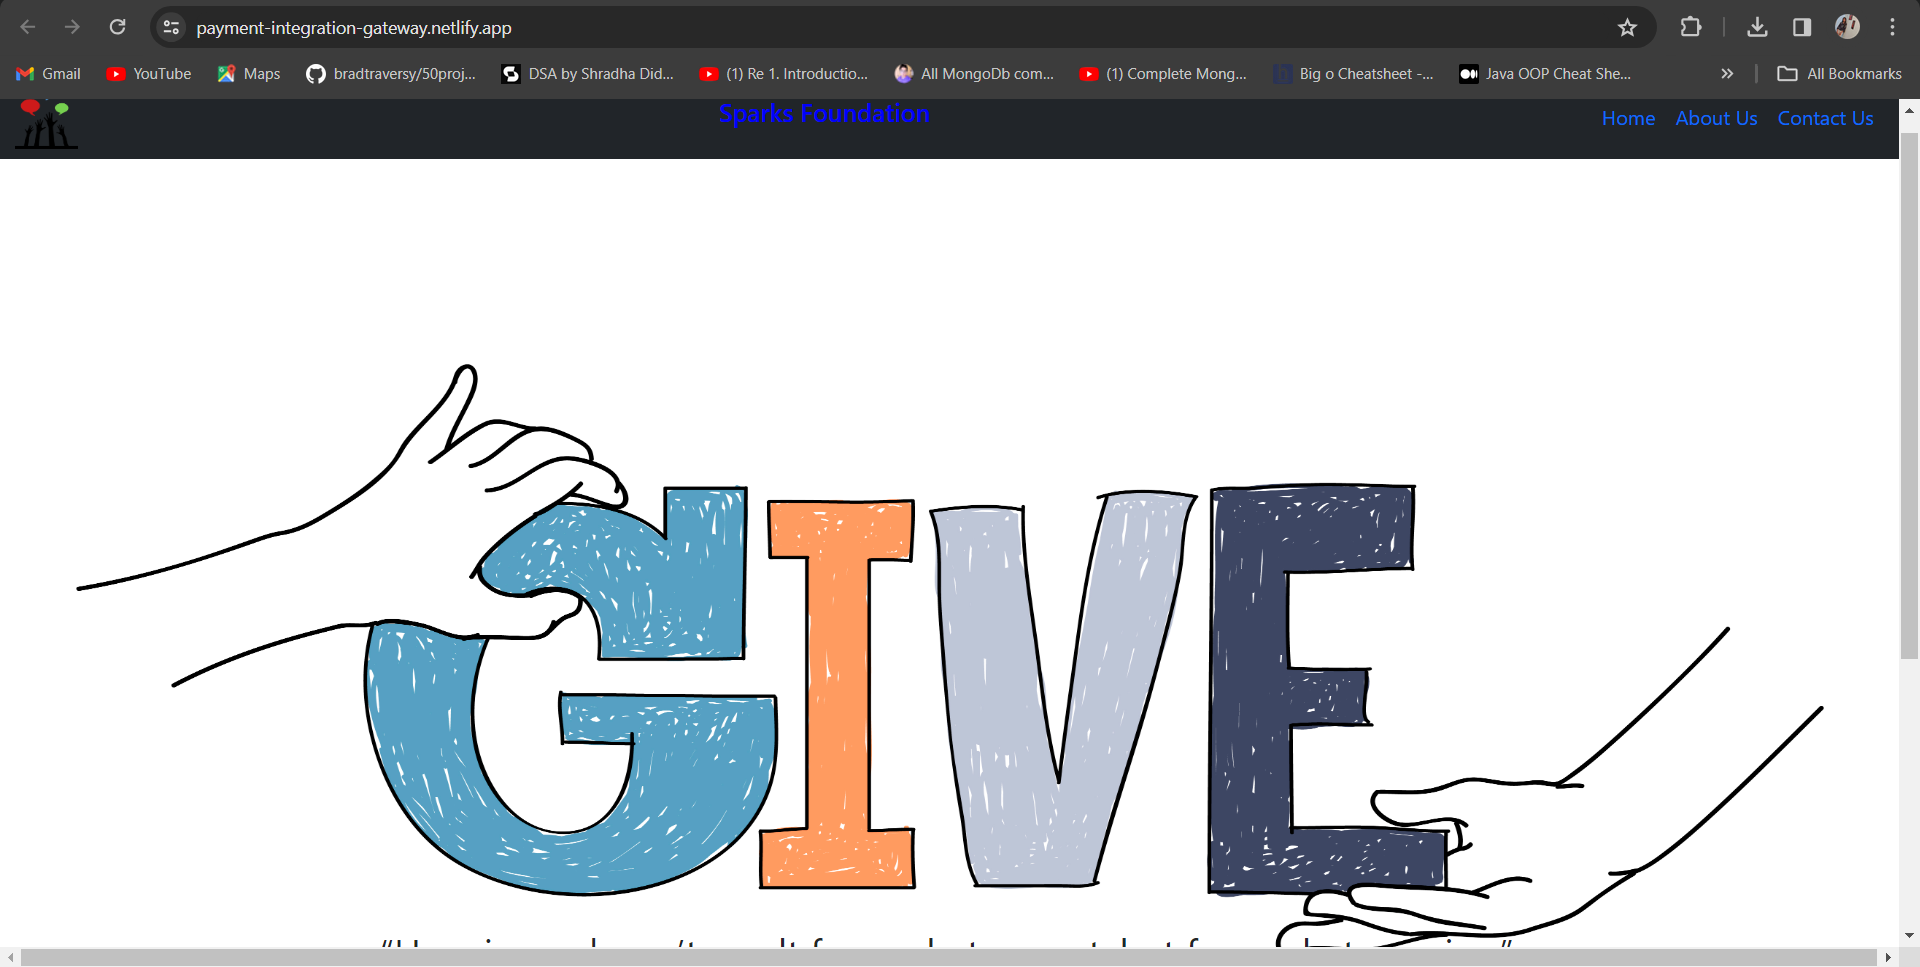 payment-integration-gateway.netlify.app
Gmail YouTube Maps bradtraversy/50proj... DSA by Shradha Did... (1) Re 1. Introductio... All MongoDb com... (1) Complete Mong... Big o Cheatsheet -... Java OOP Cheat She... » All Bookmarks
Sparks Foundation Home About Us Contact Us
GIVE